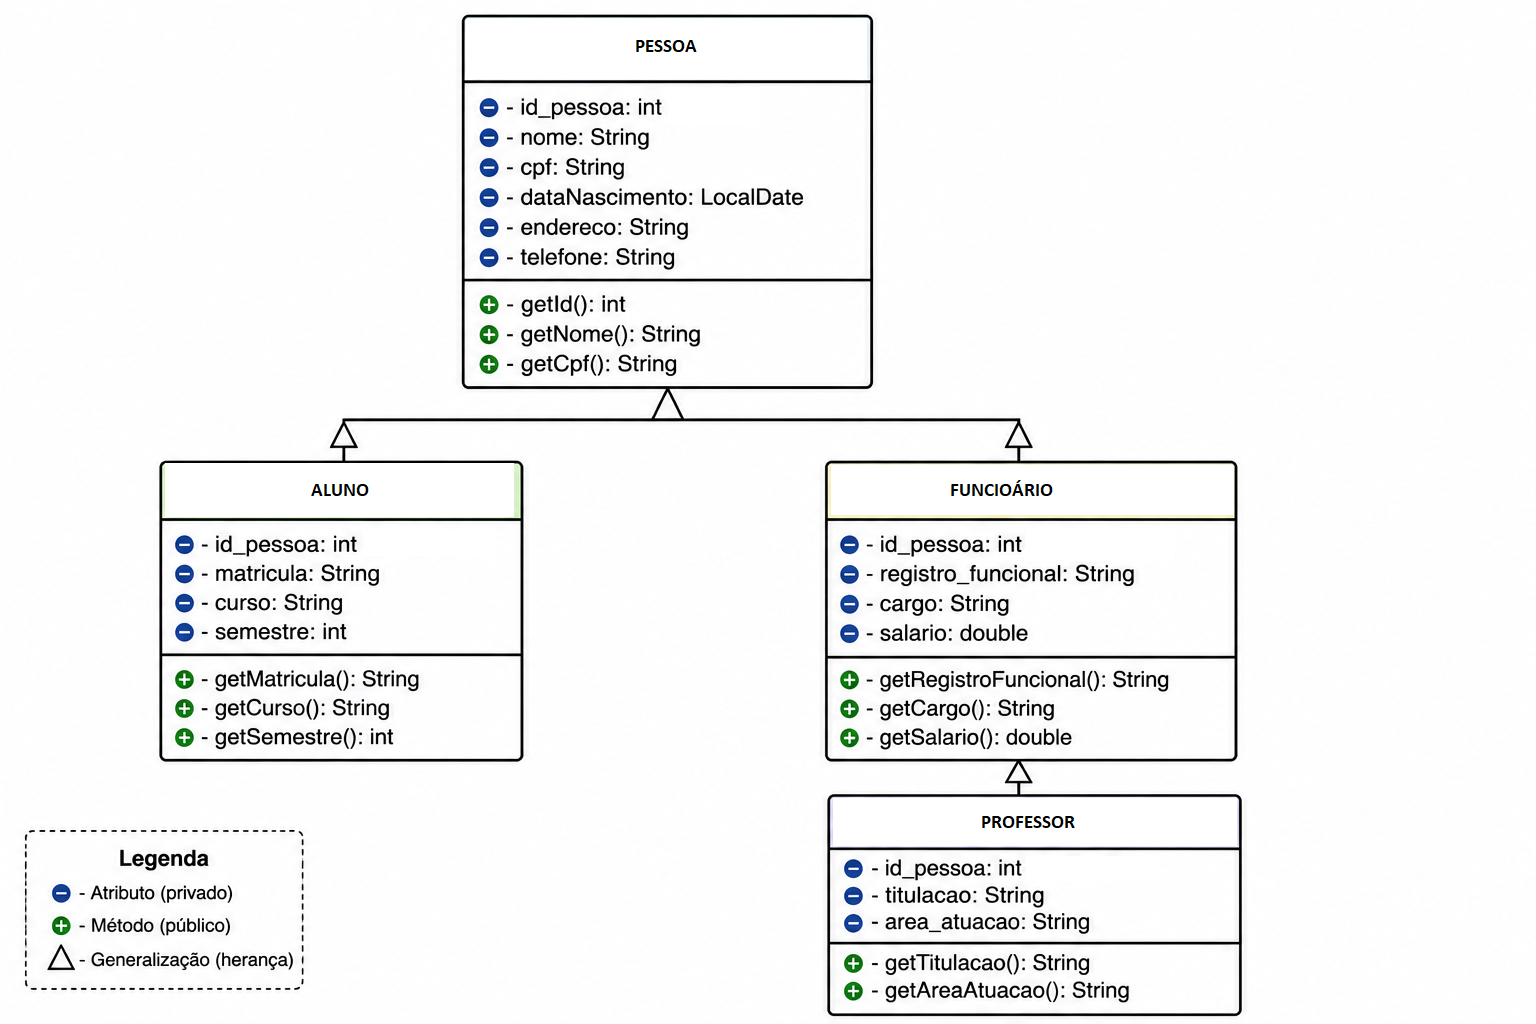 PESSOA
- id_pessoa: int
- nome: String
- cpf: String
- dataNascimento: LocalDate
- endereco: String
- telefone: String
- getId(): int
- getNome(): String
- getCpf(): String
ALUNO
- id_pessoa: int
- matricula: String
- curso: String
- semestre: int
- getMatricula(): String
- getCurso(): String
- getSemestre(): int
FUNCIOÁRIO
- id_pessoa: int
- registro_funcional: String
- cargo: String
- salario: double
- getRegistroFuncional(): String
- getCargo(): String
- getSalario(): double
PROFESSOR
- id_pessoa: int
- titulacao: String
- area_atuacao: String
- getTitulacao(): String
- getAreaAtuacao(): String
Legenda
- Atributo (privado)
- Método (público)
- Generalização (herança)